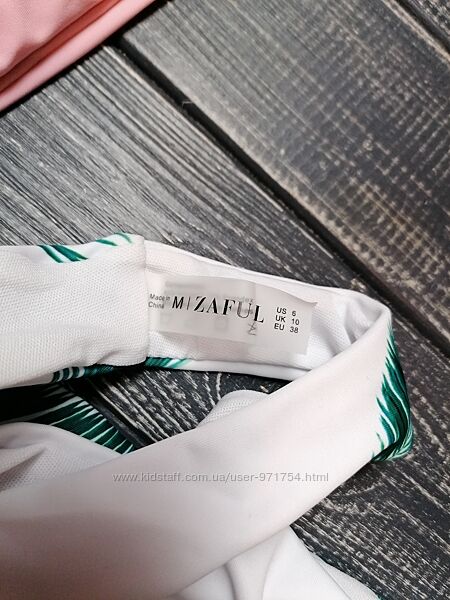 Made in
China
M | ZAFUL
US 6
UK 10
EU 38
www.kidstaff.com.ua/user-971754.html